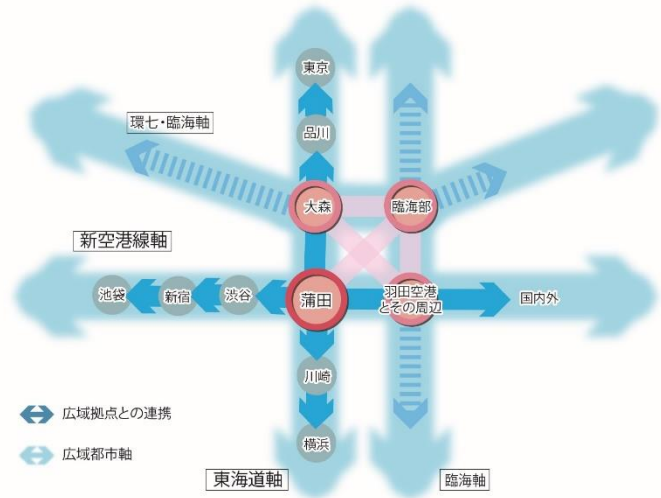 東京
環七・臨海軸
品川
大森
臨海部
新空港線軸
池袋
新宿
渋谷
蒲田
羽田空港
とその周辺
国内外
川崎
広域拠点との連携
横浜
広域都市軸
東海道軸
臨海軸